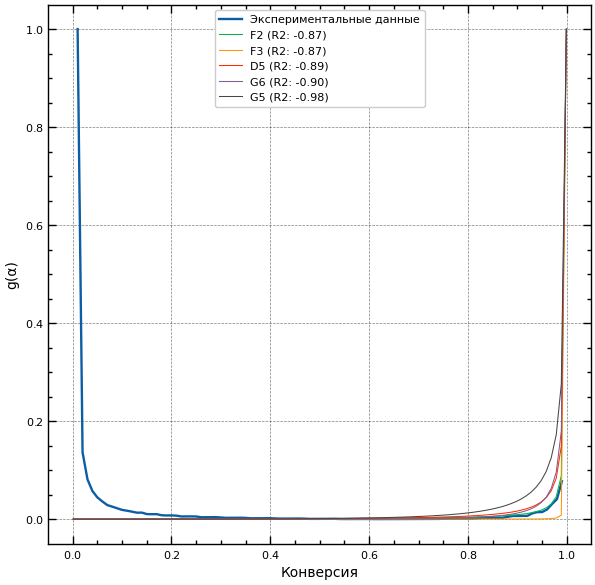 Экспериментальные данные
F2 (R2: -0.87)
F3 (R2: -0.87)
D5 (R2: -0.89)
G6 (R2: -0.90)
G5 (R2: -0.98)
1.0
0.8
0.6
0.4
0.2
0.0
g(α)
0.0 0.2 0.4 0.6 0.8 1.0
Конверсия